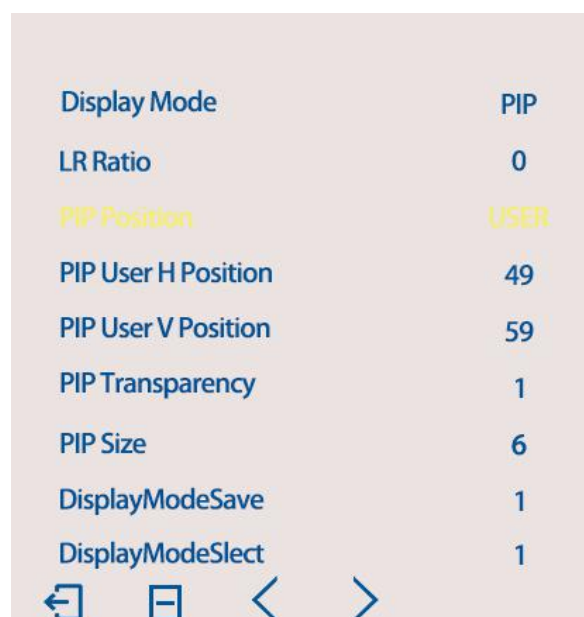 Display Mode PIP
LR Ratio 0
PIP Position USER
PIP User H Position 49
PIP User V Position 59
PIP Transparency 1
PIP Size 6
DisplayModeSave 1
DisplayModeSlect 1